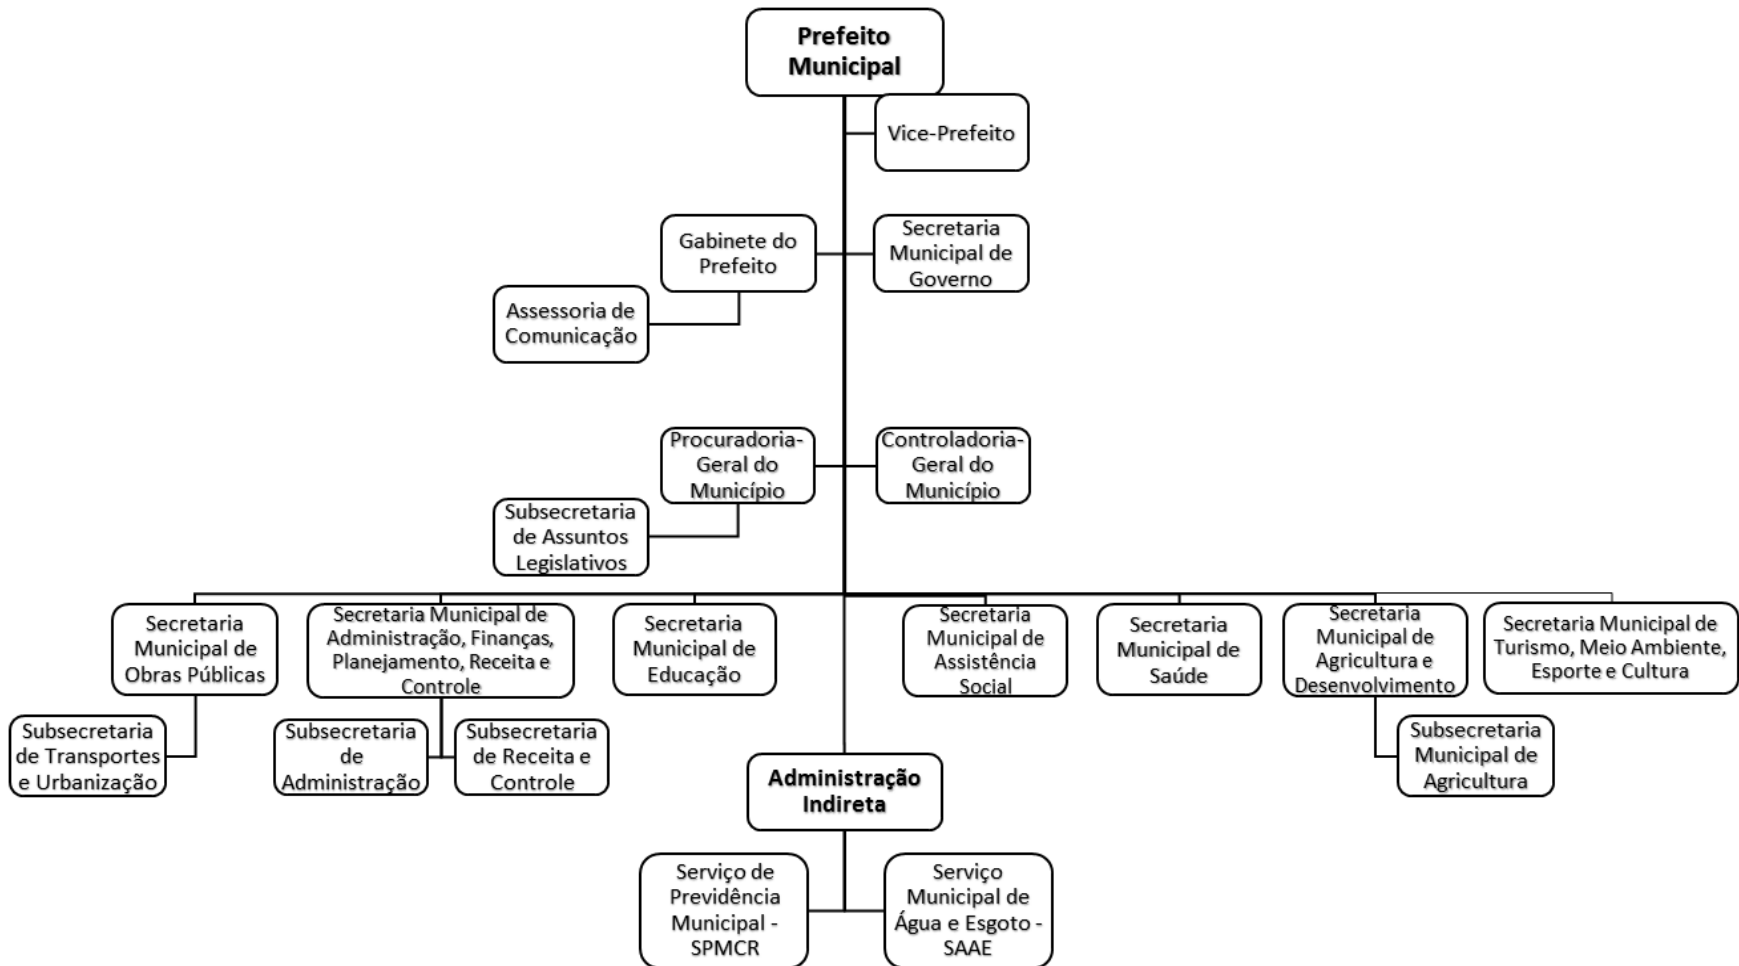 Prefeito
Municipal
Vice-Prefeito
Gabinete do
Prefeito
Secretaria
Municipal de
Governo
Assessoria de
Comunicação
Procuradoria-
Geral do
Município
Controladoria-
Geral do
Município
Subsecretaria
de Assuntos
Legislativos
Secretaria
Municipal de
Obras Públicas
Secretaria Municipal de
Administração, Finanças,
Planejamento, Receita e
Controle
Secretaria
Municipal de
Educação
Secretaria
Municipal de
Assistência
Social
Secretaria
Municipal de
Saúde
Secretaria
Municipal de
Agricultura e
Desenvolvimento
Secretaria Municipal de
Turismo, Meio Ambiente,
Esporte e Cultura
Subsecretaria
de Transportes
e Urbanização
Subsecretaria
de
Administração
Subsecretaria
de Receita e
Controle
Subsecretaria
Municipal de
Agricultura
Administração
Indireta
Serviço de
Previdência
Municipal -
SPMCR
Serviço
Municipal de
Água e Esgoto -
SAAE